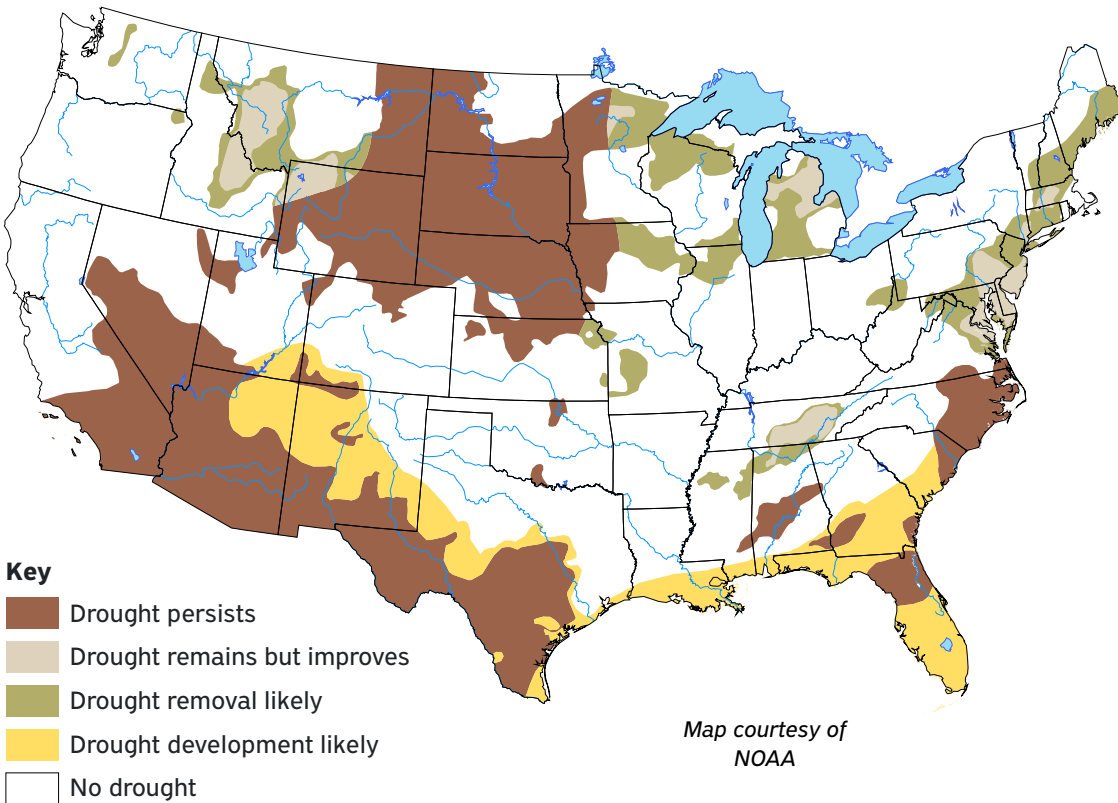 Key
Drought persists
Drought remains but improves
Drought removal likely
Drought development likely
No drought
Map courtesy of
NOAA